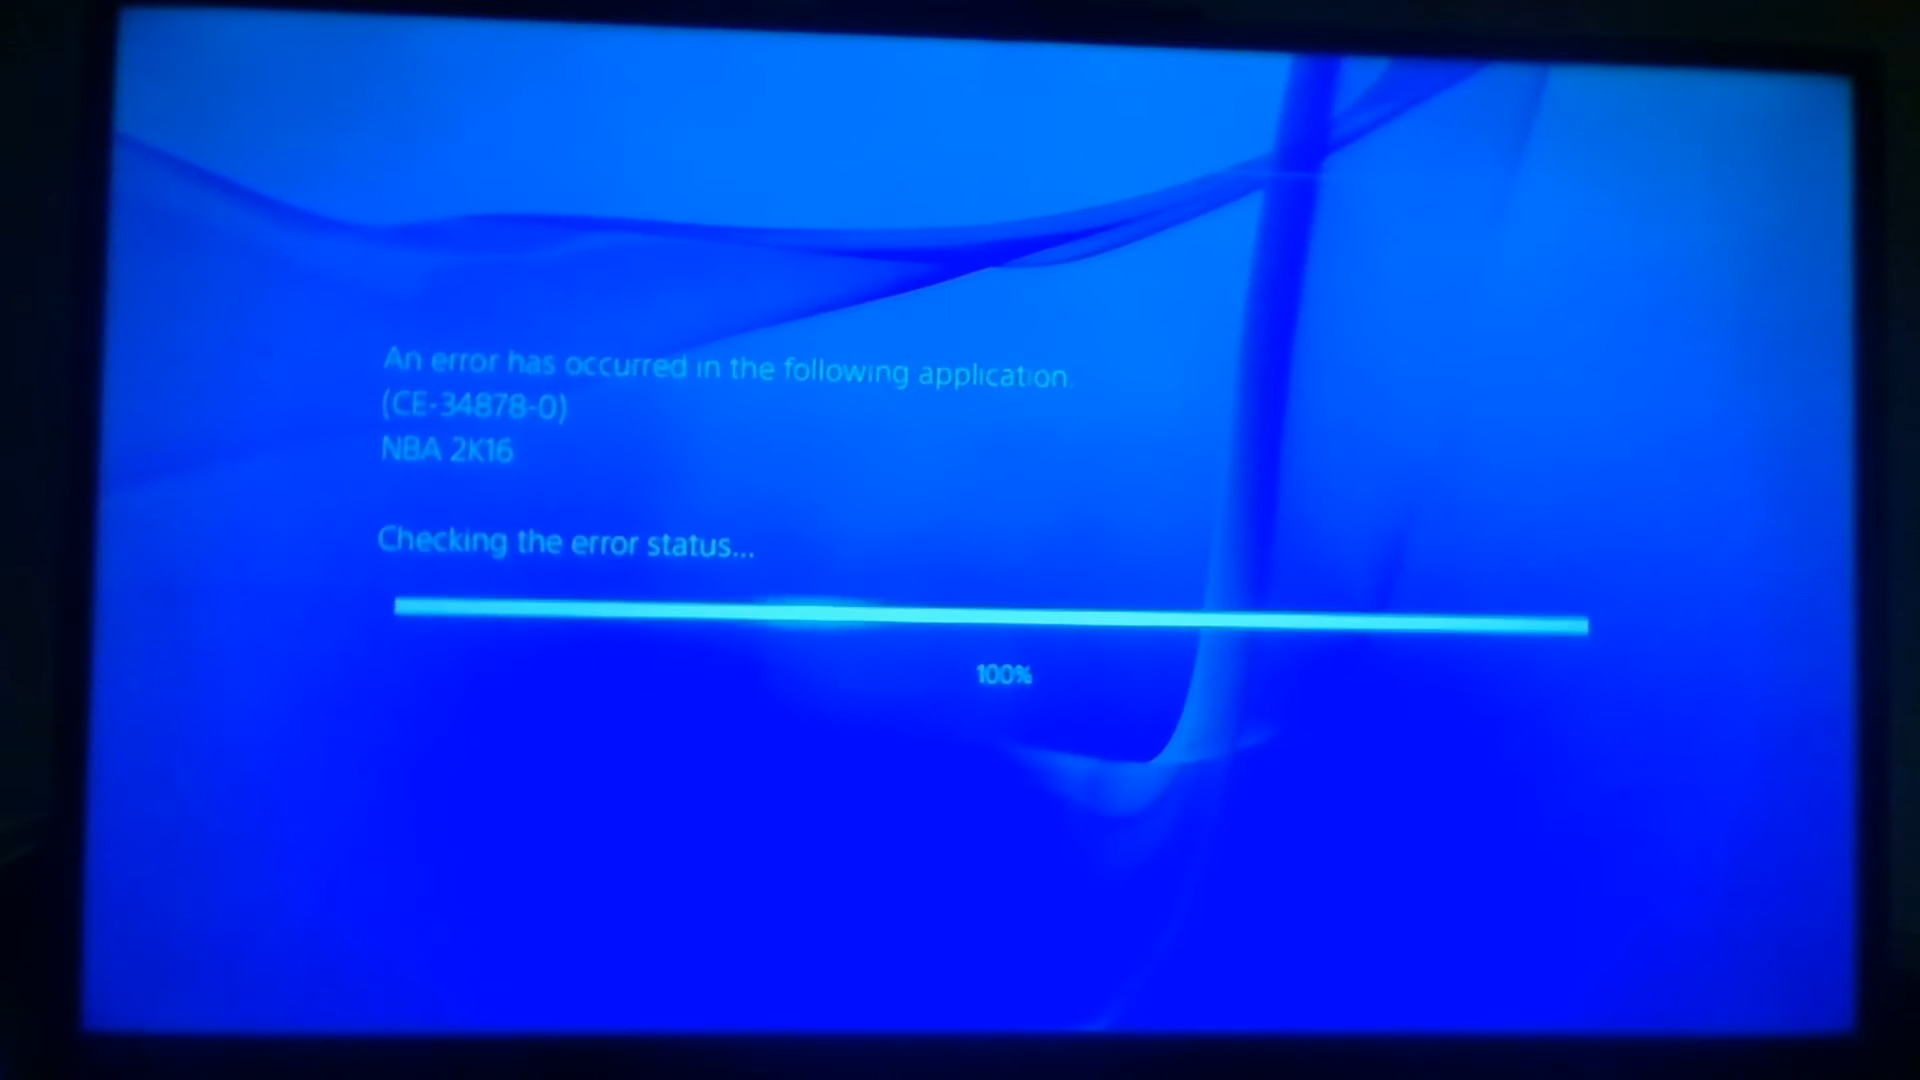 An error has occurred in the following application.
(CE-34878-0)
NBA 2K16
Checking the error status...
100%